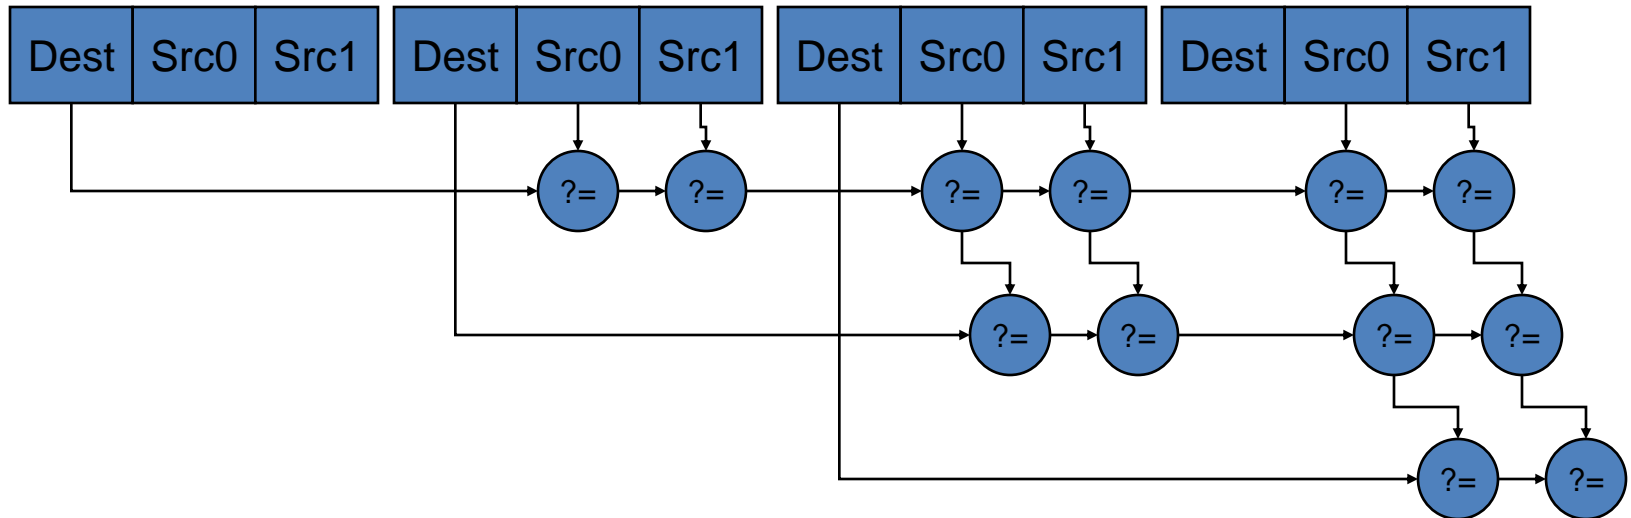 Dest Src0 Src1 Dest Src0 Src1 Dest Src0 Src1 Dest Src0 Src1
?= ?= ?= ?= ?= ?=
?= ?= ?= ?=
?= ?=